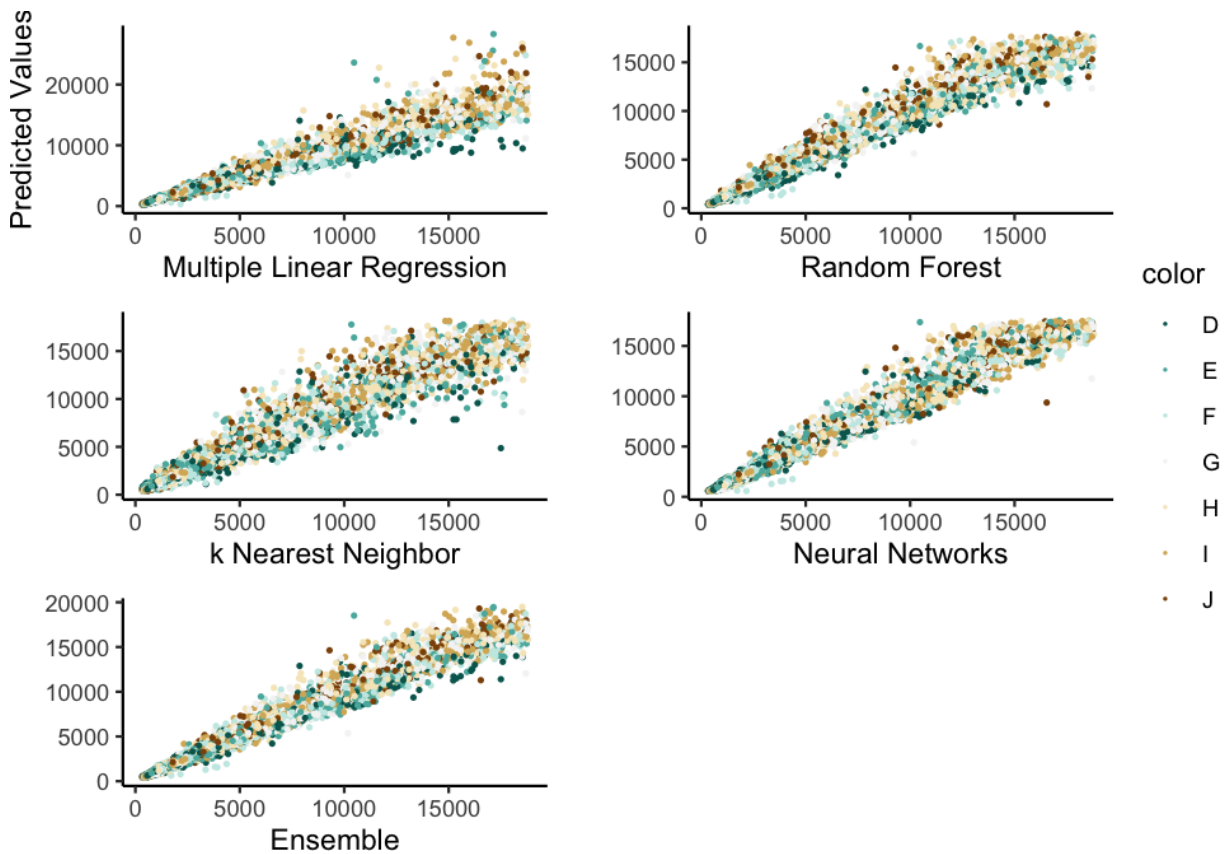 Predicted Values
20000
10000
0
0 5000 10000 15000
Multiple Linear Regression
15000
10000
5000
0
0 5000 10000 15000
Random Forest
15000
10000
5000
0
0 5000 10000 15000
k Nearest Neighbor
15000
10000
5000
0
0 5000 10000 15000
Neural Networks
20000
15000
10000
5000
0
0 5000 10000 15000
Ensemble
color
D
E
F
G
H
I
J